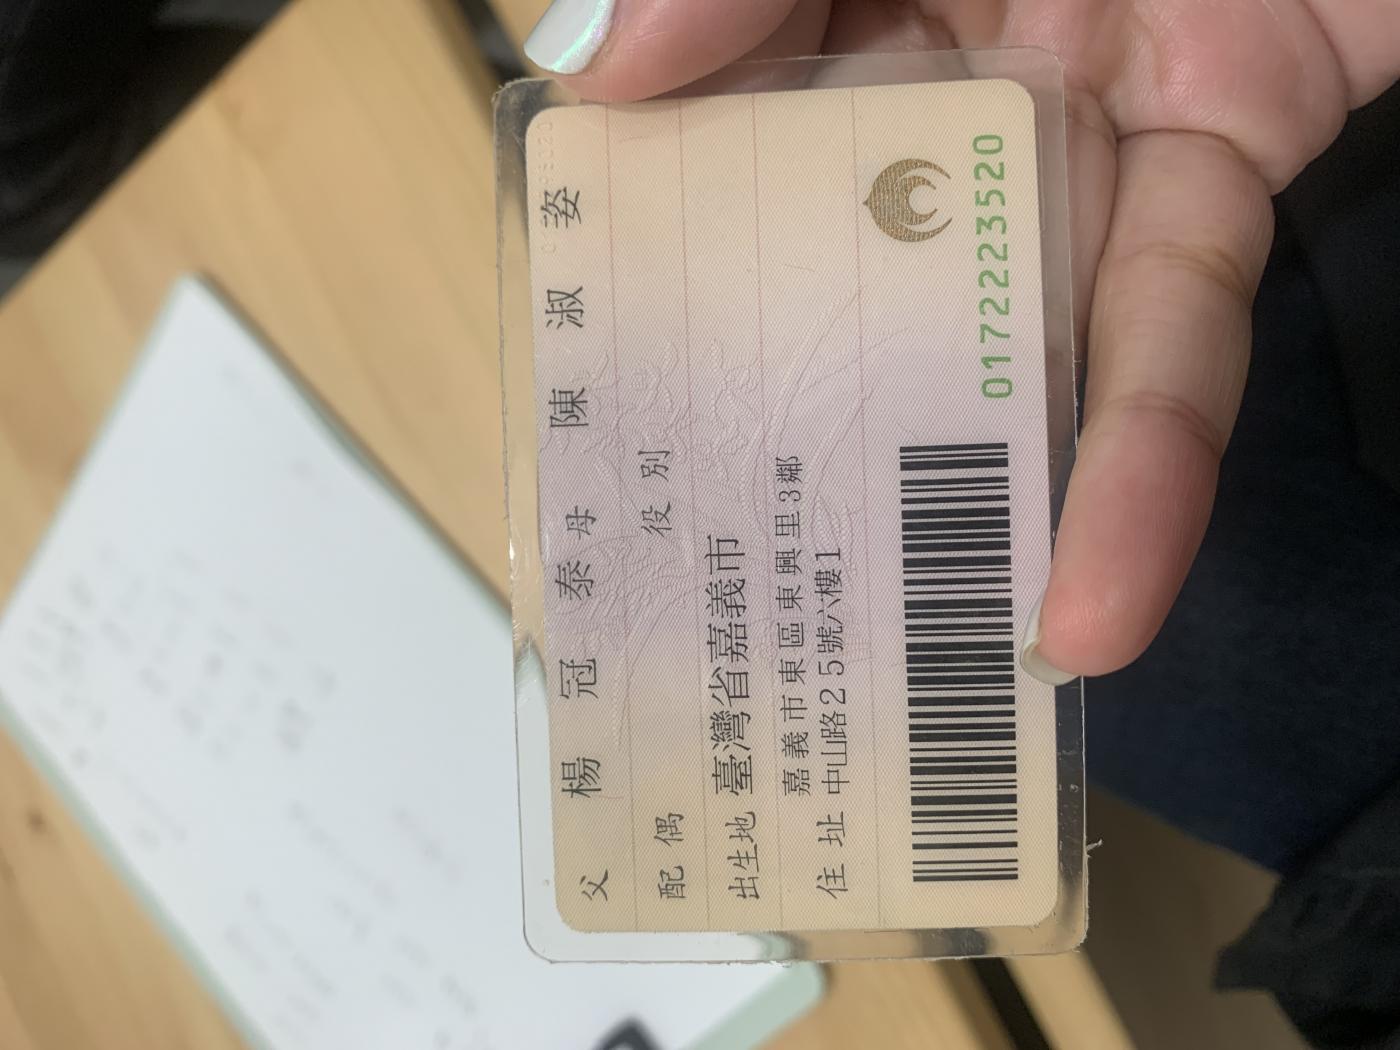 父 楊冠泰 母 陳淑姿
配偶 役別
出生地 臺灣省嘉義市
住址 嘉義市東區東興里3鄰
中山路25號六樓1
0172223520